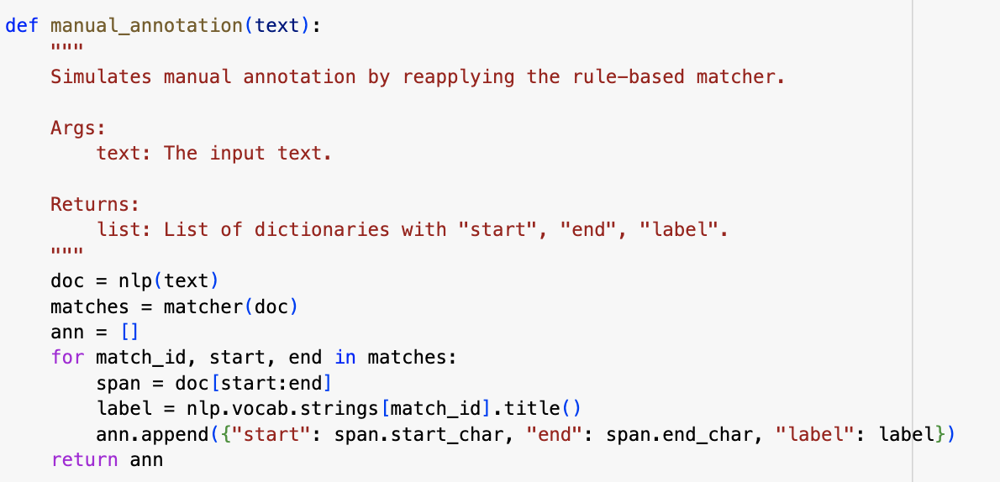 def manual_annotation(text):
    """
    Simulates manual annotation by reapplying the rule-based matcher.

    Args:
        text: The input text.

    Returns:
        list: List of dictionaries with "start", "end", "label".
    """
    doc = nlp(text)
    matches = matcher(doc)
    ann = []
    for match_id, start, end in matches:
        span = doc[start:end]
        label = nlp.vocab.strings[match_id].title()
        ann.append({"start": span.start_char, "end": span.end_char, "label": label})
    return ann